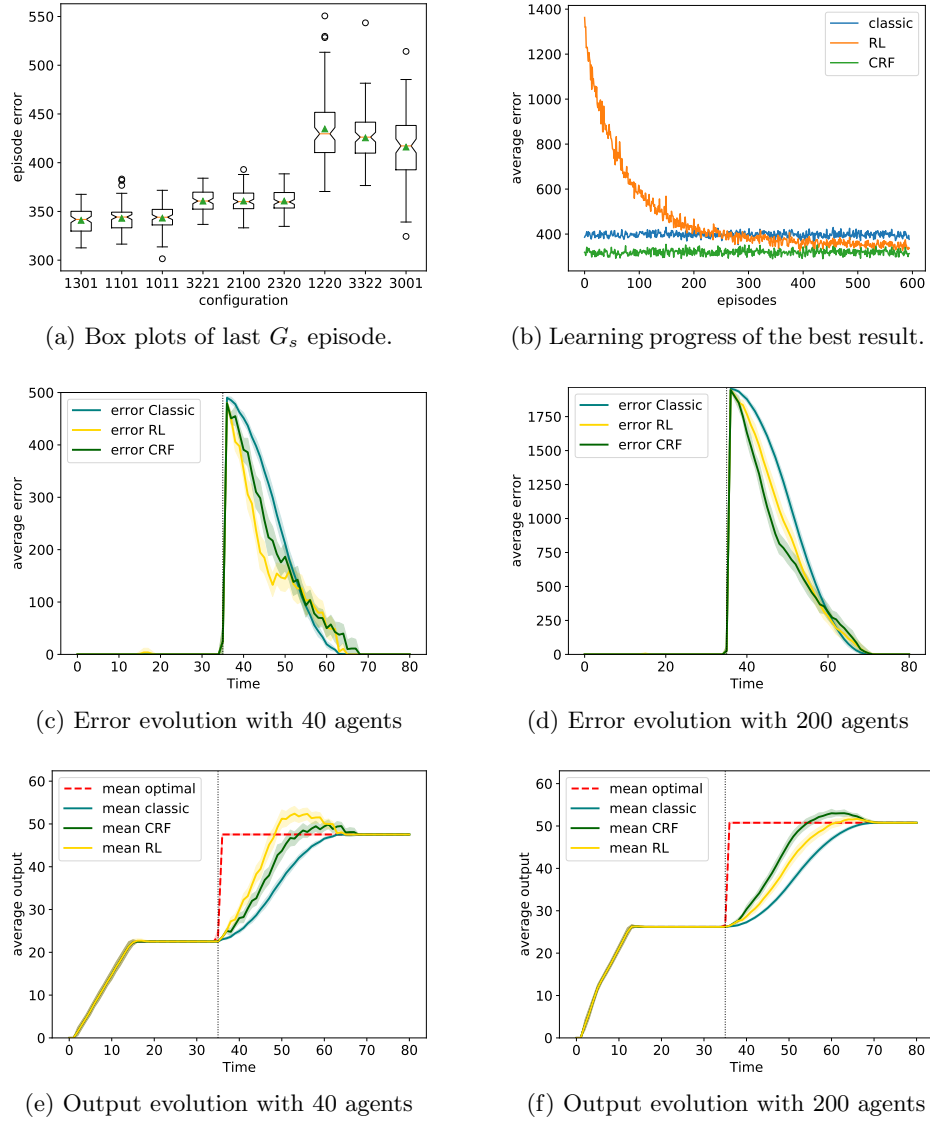 550
500
450
400
350
300
episode error
1301 1101 1011 3221 2100 2320 1220 3322 3001
configuration
(a) Box plots of last G_s episode.
1400
1200
1000
800
600
400
average error
classic
RL
CRF
0 100 200 300 400 500 600
episodes
(b) Learning progress of the best result.
500
400
300
200
100
0
average error
error Classic
error RL
error CRF
0 10 20 30 40 50 60 70 80
Time
(c) Error evolution with 40 agents
1750
1500
1250
1000
750
500
250
0
average error
error Classic
error RL
error CRF
0 20 40 60 80
Time
(d) Error evolution with 200 agents
60
50
40
30
20
10
0
average output
mean optimal
mean classic
mean CRF
mean RL
0 10 20 30 40 50 60 70 80
Time
(e) Output evolution with 40 agents
60
50
40
30
20
10
0
average output
mean optimal
mean classic
mean CRF
mean RL
0 10 20 30 40 50 60 70 80
Time
(f) Output evolution with 200 agents